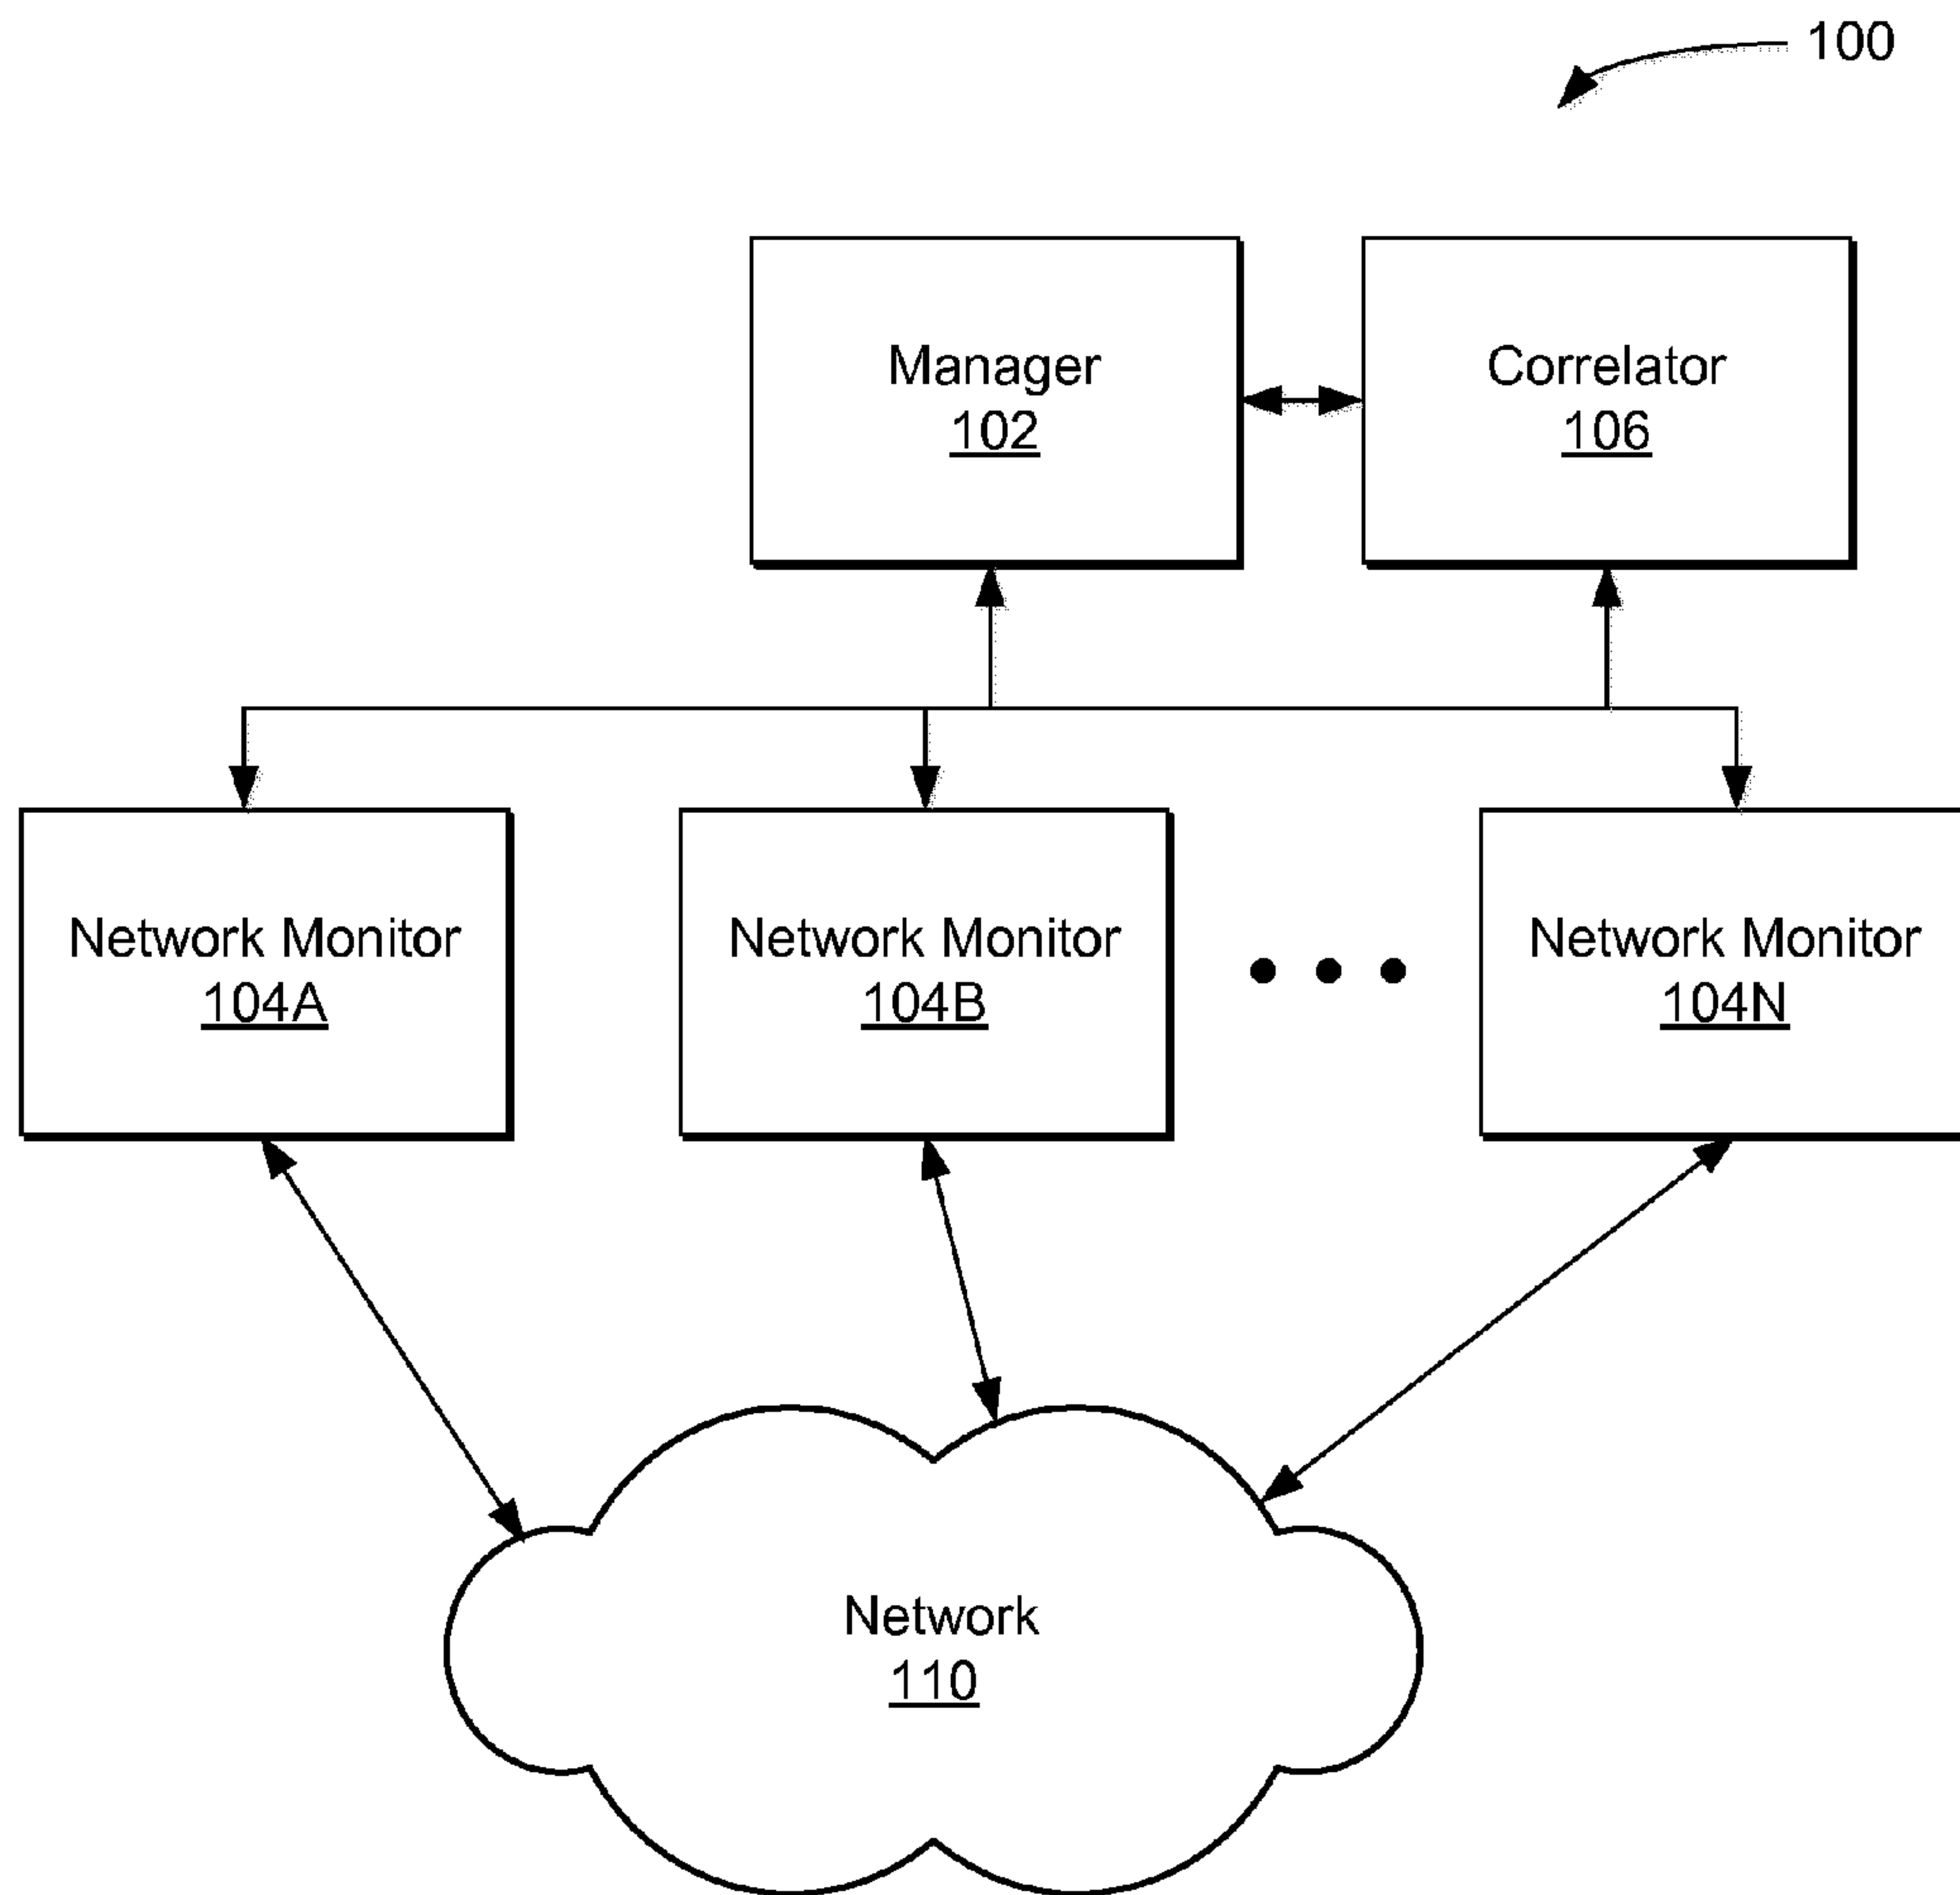 100
Manager
102
Correlator
106
Network Monitor
104A
Network Monitor
104B
Network Monitor
104N
Network
110